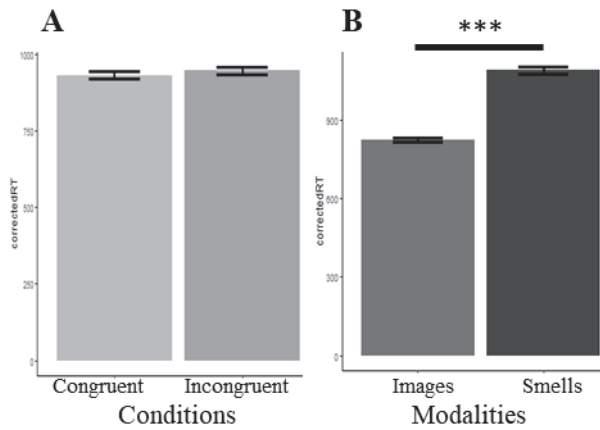 A
1000
750
500
250
0
correctedRT
Congruent Incongruent
Conditions
B
***
900
600
300
0
correctedRT
Images Smells
Modalities